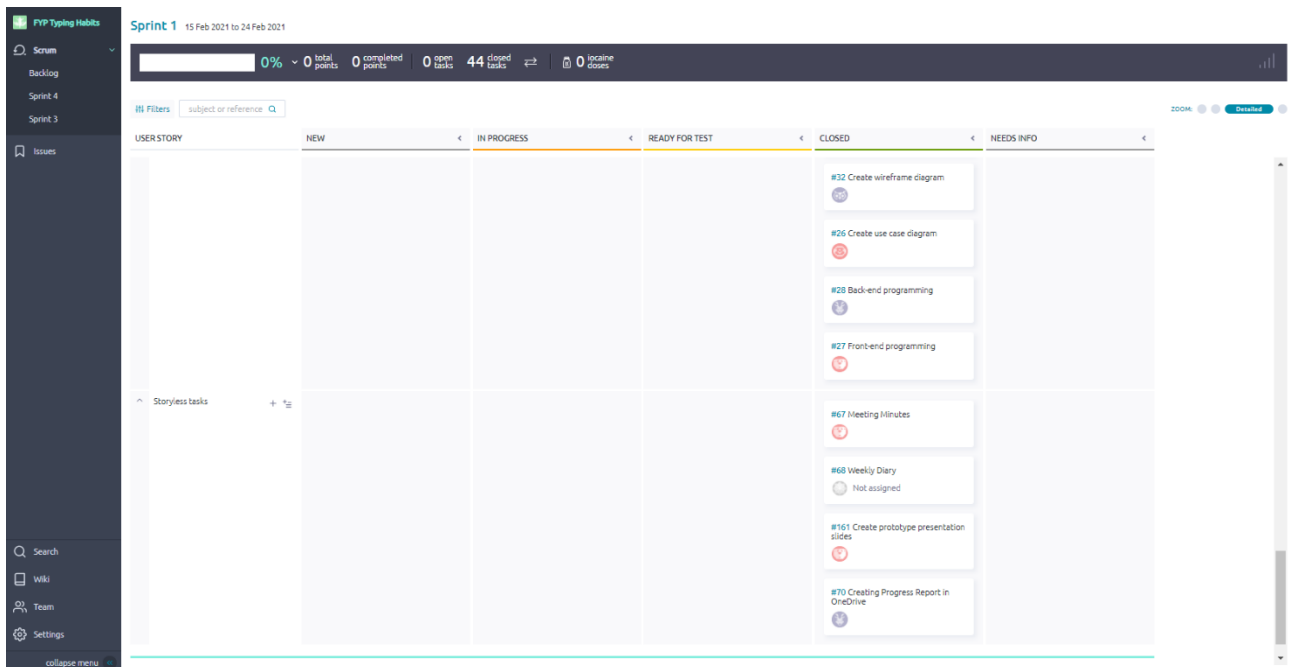 FYP Typing Habits
Scrum
Backlog
Sprint 4
Sprint 3
Issues
Search
Wiki
Team
Settings
collapse menu
Sprint 1 15 Feb 2021 to 24 Feb 2021
0% 0 total points 0 completed points 0 open tasks 44 closed tasks 0 iocaine doses
Filters subject or reference
ZOOM: Detailed
USER STORY NEW IN PROGRESS READY FOR TEST CLOSED NEEDS INFO
#32 Create wireframe diagram
#26 Create use case diagram
#28 Back-end programming
#27 Front-end programming
Storyless tasks
#67 Meeting Minutes
#68 Weekly Diary
Not assigned
#161 Create prototype presentation
slides
#70 Creating Progress Report in
OneDrive